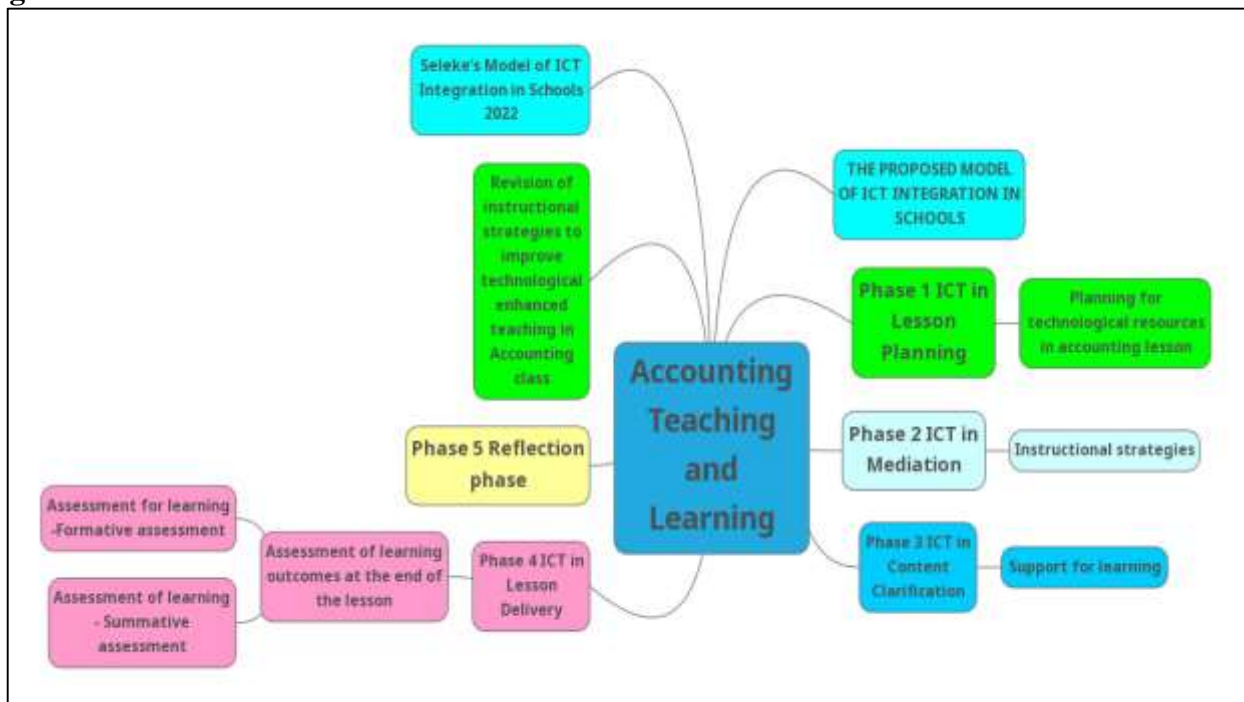 Seleke's Model of ICT
Integration in Schools
2022
THE PROPOSED MODEL
OF ICT INTEGRATION IN
SCHOOLS
Revision of
instructional
strategies to
improve
technological
enhanced
teaching in
Accounting
class
Phase 1 ICT in
Lesson
Planning
Planning for
technological resources
in accounting lesson
Accounting
Teaching
and
Learning
Phase 2 ICT in
Mediation
Instructional strategies
Phase 5 Reflection
phase
Phase 3 ICT in
Content
Clarification
Support for learning
Phase 4 ICT in
Lesson
Delivery
Assessment of learning
outcomes at the end of
the lesson
Assessment for learning
-Formative assessment
Assessment of learning
- Summative
assessment